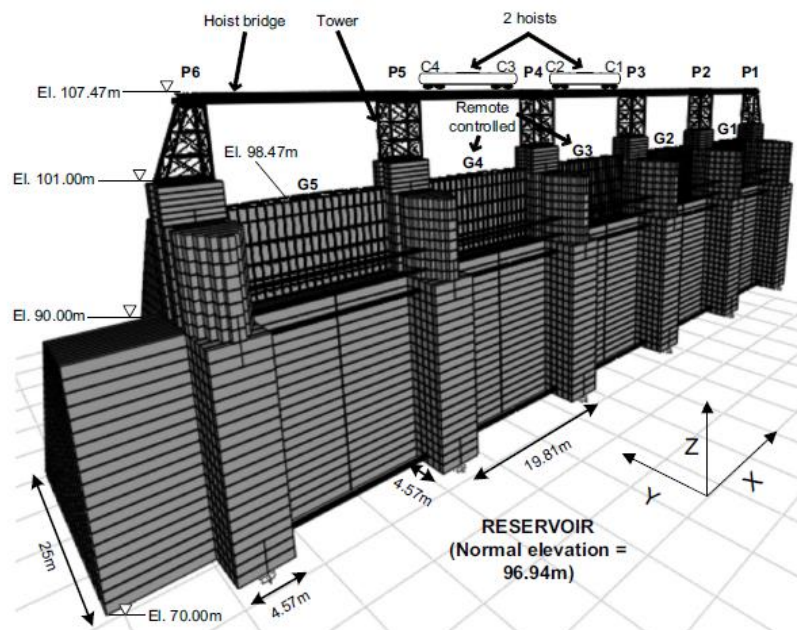 Hoist bridge
Tower
2 hoists
C4
C3
C2
C1
P6
P5
P4
P3
P2
P1
El. 107.47m
Remote
controlled
El. 98.47m
G1
G2
G3
G4
G5
El. 101.00m
El. 90.00m
19.81m
4.57m
Z
X
Y
RESERVOIR
(Normal elevation =
96.94m)
25m
4.57m
El. 70.00m